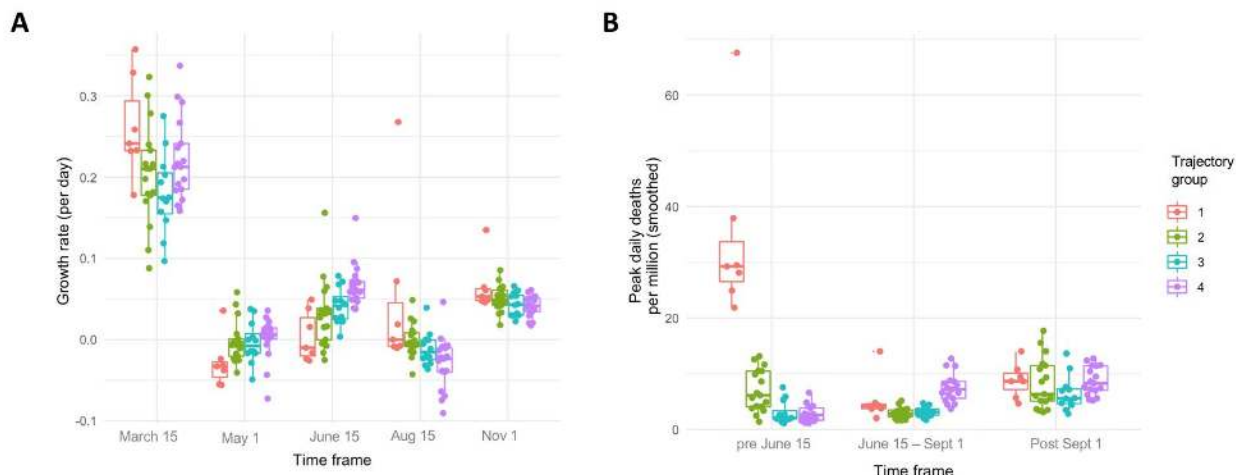 A
Growth rate (per day)
0.3
0.2
0.1
0.0
-0.1
March 15
May 1
June 15
Aug 15
Nov 1
Time frame
B
Peak daily deaths
per million (smoothed)
60
40
20
0
pre June 15
June 15 – Sept 1
Post Sept 1
Time frame
Trajectory
group
1
2
3
4